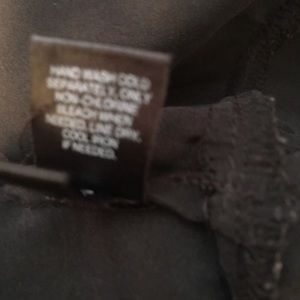 HAND WASH COLD
SEPARATELY. ONLY
NON-CHLORINE
BLEACH WHEN
NEEDED. LINE DRY.
COOL IRON
IF NEEDED.